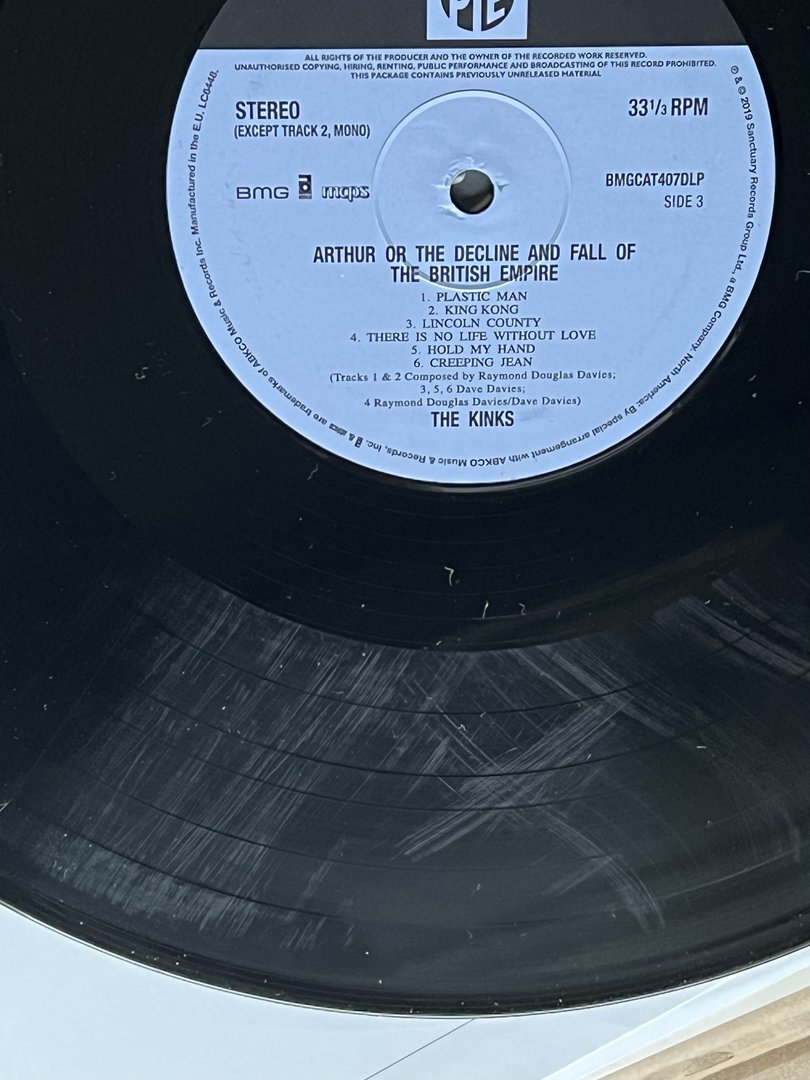 PYE
ALL RIGHTS OF THE PRODUCER AND THE OWNER OF THE RECORDED WORK RESERVED.
UNAUTHORISED COPYING, HIRING, RENTING, PUBLIC PERFORMANCE AND BROADCASTING OF THIS RECORD PROHIBITED.
THIS PACKAGE CONTAINS PREVIOUSLY UNRELEASED MATERIAL
STEREO
(EXCEPT TRACK 2, MONO)
33 1/3 RPM
BMG mcps
BMGCAT407DLP
SIDE 3
ARTHUR OR THE DECLINE AND FALL OF
THE BRITISH EMPIRE
1. PLASTIC MAN
2. KING KONG
3. LINCOLN COUNTY
4. THERE IS NO LIFE WITHOUT LOVE
5. HOLD MY HAND
6. CREEPING JEAN
(Tracks 1 & 2 Composed by Raymond Douglas Davies;
3, 5, 6 Dave Davies;
4 Raymond Douglas Davies/Dave Davies)
THE KINKS
℗ & © 2019 Sanctuary Records Group Ltd., a BMG Company. North America: By special arrangement with ABKCO Music & Records, Inc. & are trademarks of ABKCO Music & Records Inc. Manufactured in the E.U. LC6448.